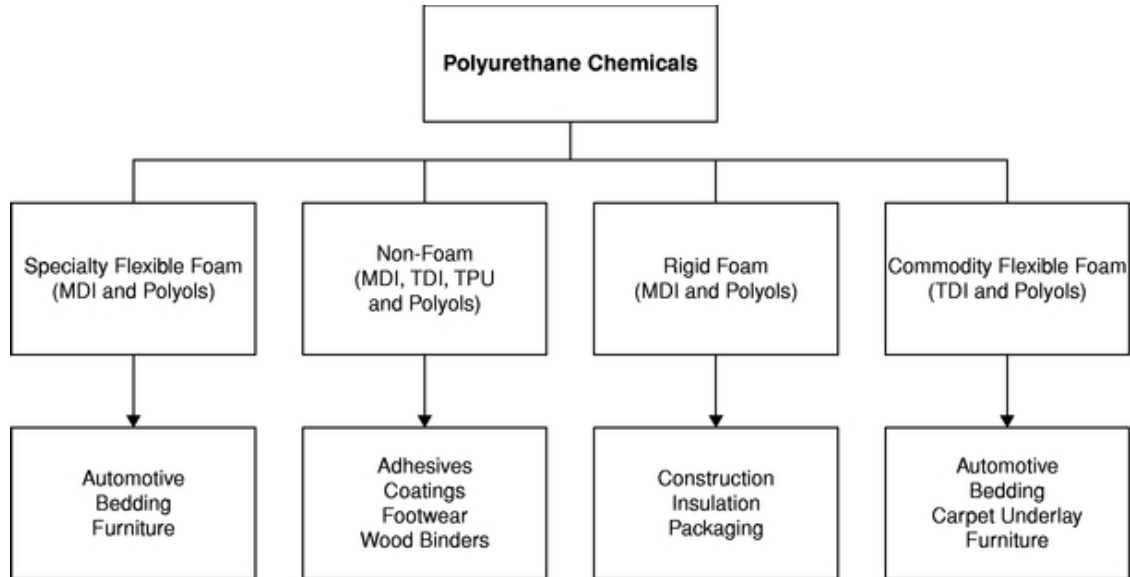 Polyurethane Chemicals
Specialty Flexible Foam
(MDI and Polyols)
Non-Foam
(MDI, TDI, TPU
and Polyols)
Rigid Foam
(MDI and Polyols)
Commodity Flexible Foam
(TDI and Polyols)
Automotive
Bedding
Furniture
Adhesives
Coatings
Footwear
Wood Binders
Construction
Insulation
Packaging
Automotive
Bedding
Carpet Underlay
Furniture